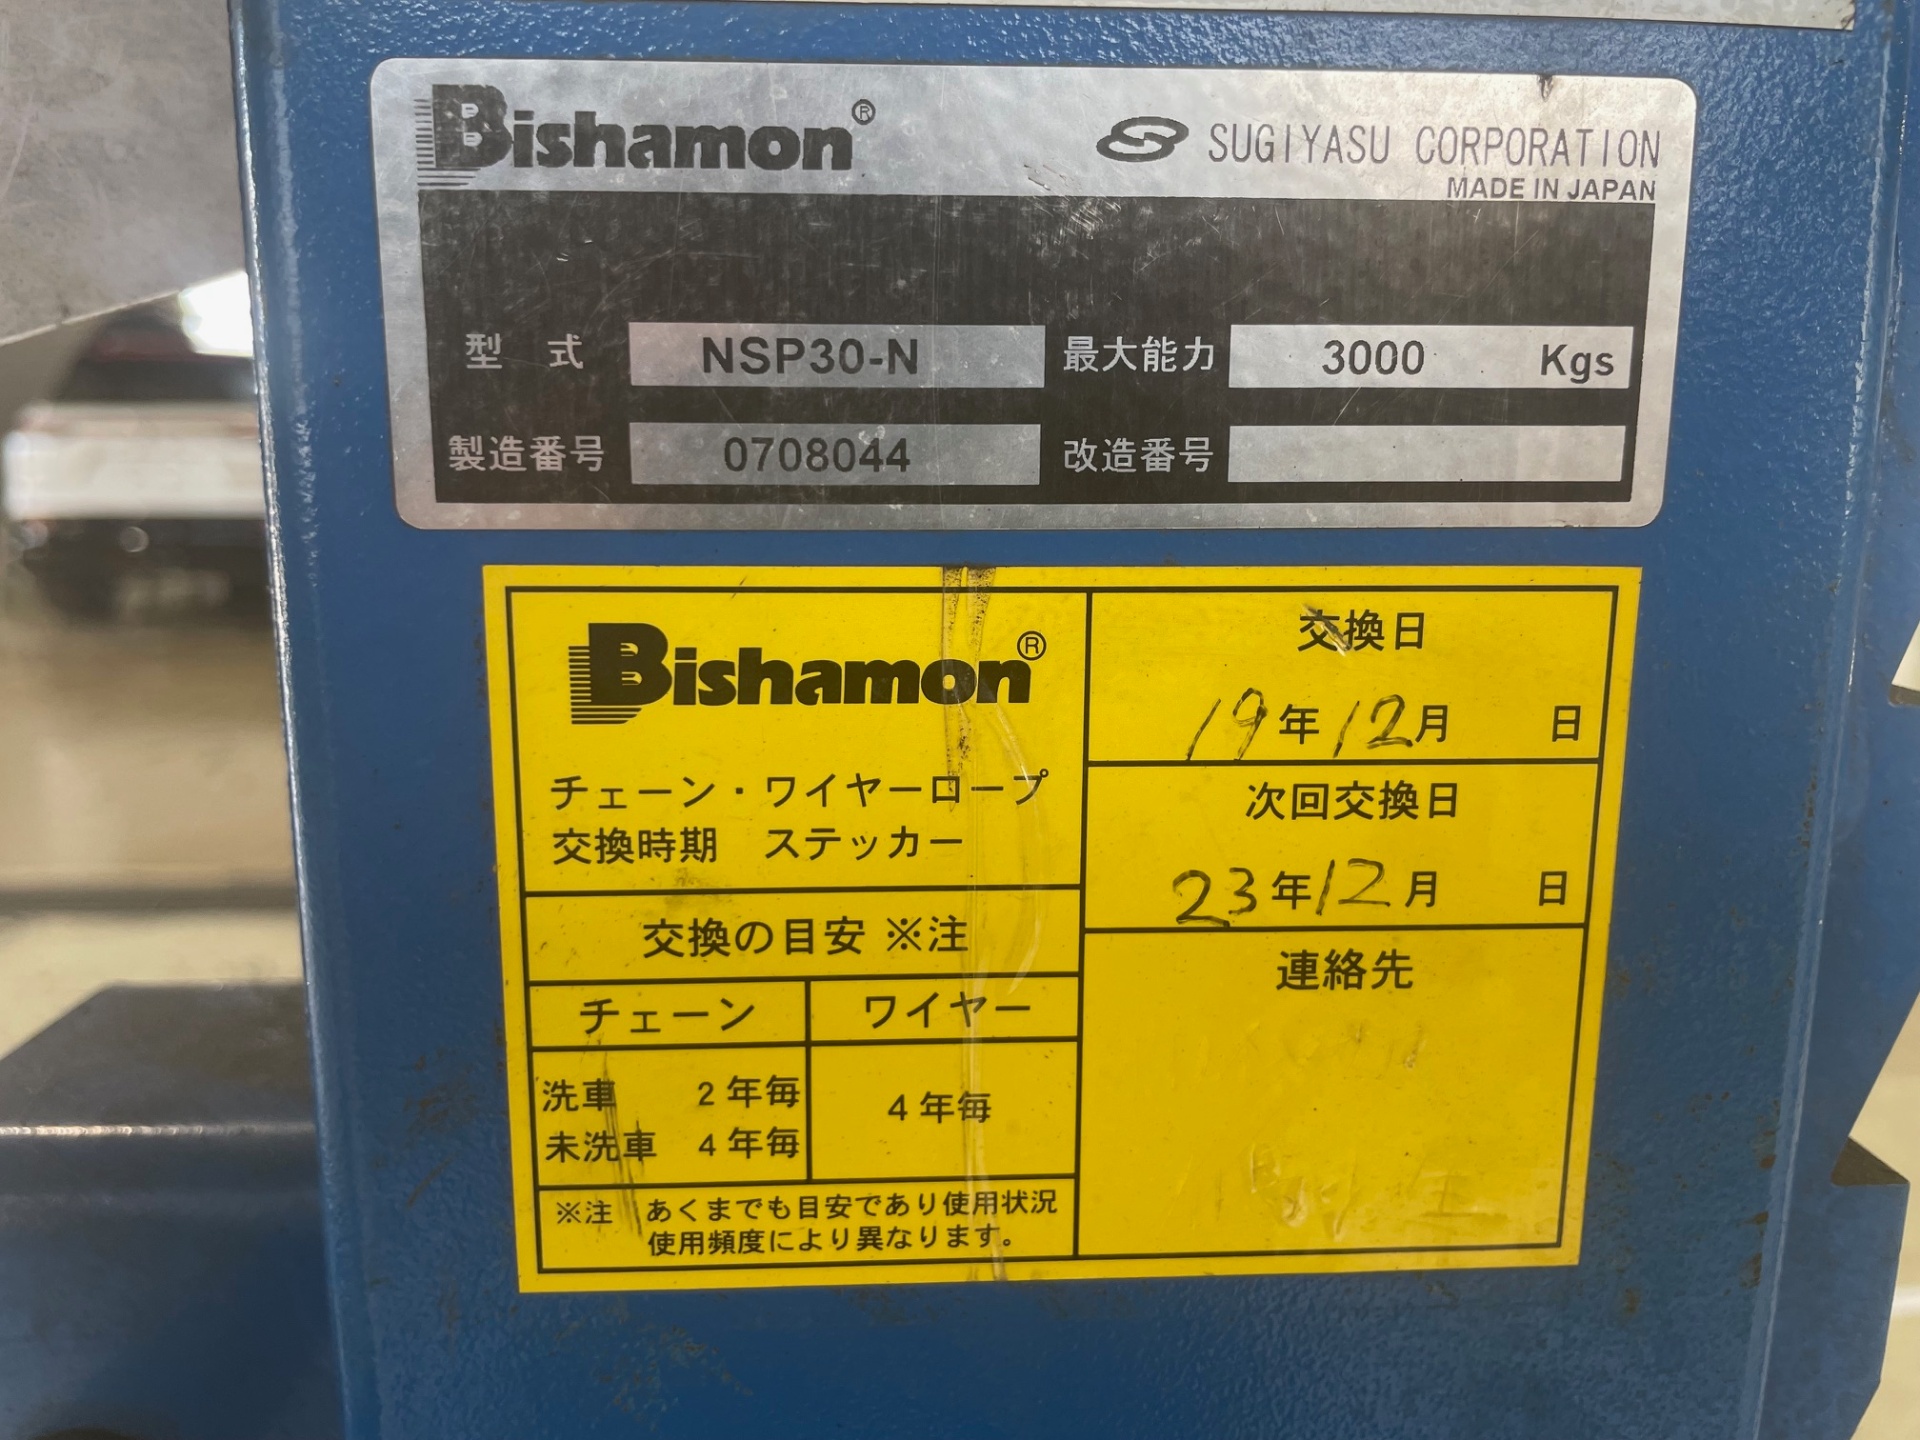 Bishamon®
SUGIYASU CORPORATION
MADE IN JAPAN
型式 NSP30-N 最大能力 3000 Kgs
製造番号 0708044 改造番号
Bishamon®
チェーン・ワイヤーロープ
交換時期 ステッカー
交換の目安 ※注
チェーン ワイヤー
洗車 2年毎
未洗車 4年毎
4年毎
※注 あくまでも目安であり使用状況
使用頻度により異なります。
交換日
19年12月 日
次回交換日
23年12月 日
連絡先